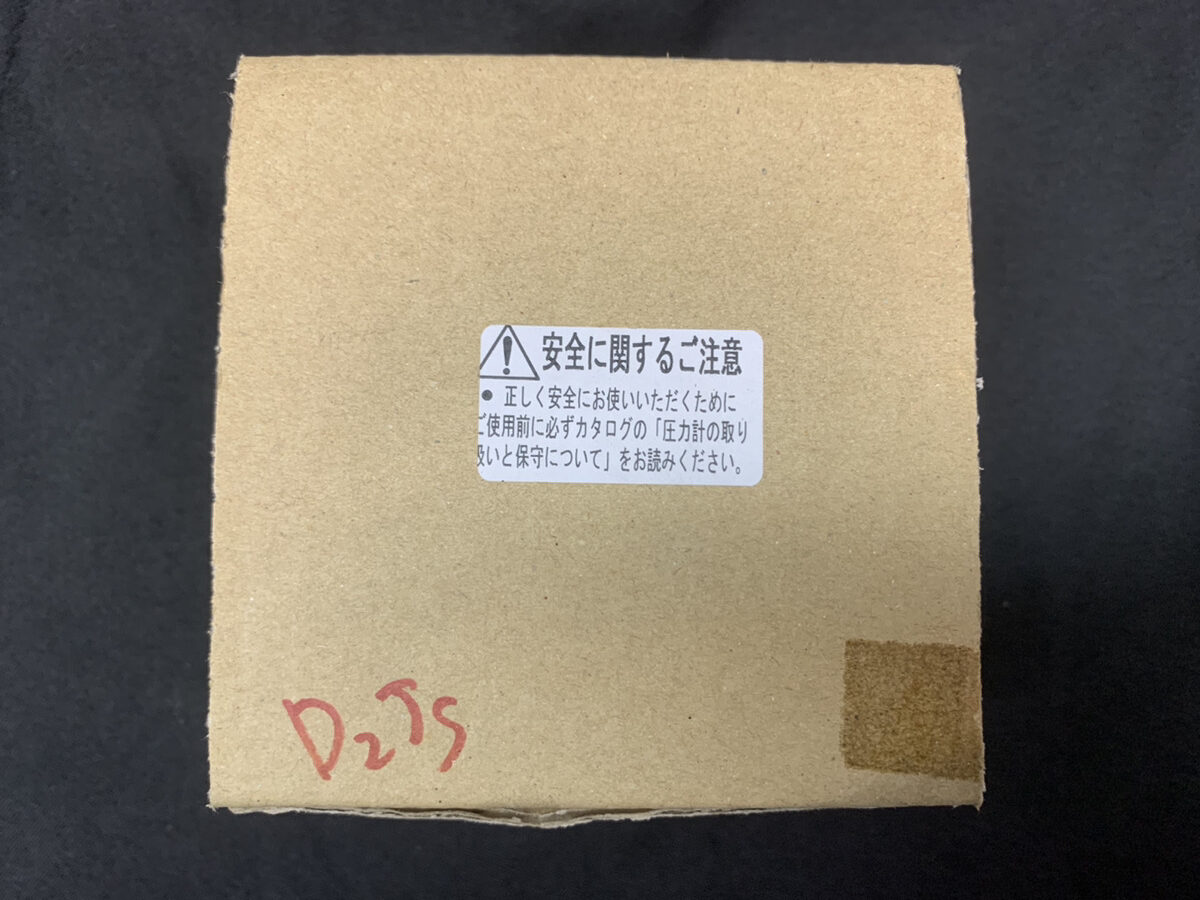 安全に関するご注意
● 正しく安全にお使いいただくために
ご使用前に必ずカタログの「圧力計の取り
扱いと保守について」をお読みください。
D2JS